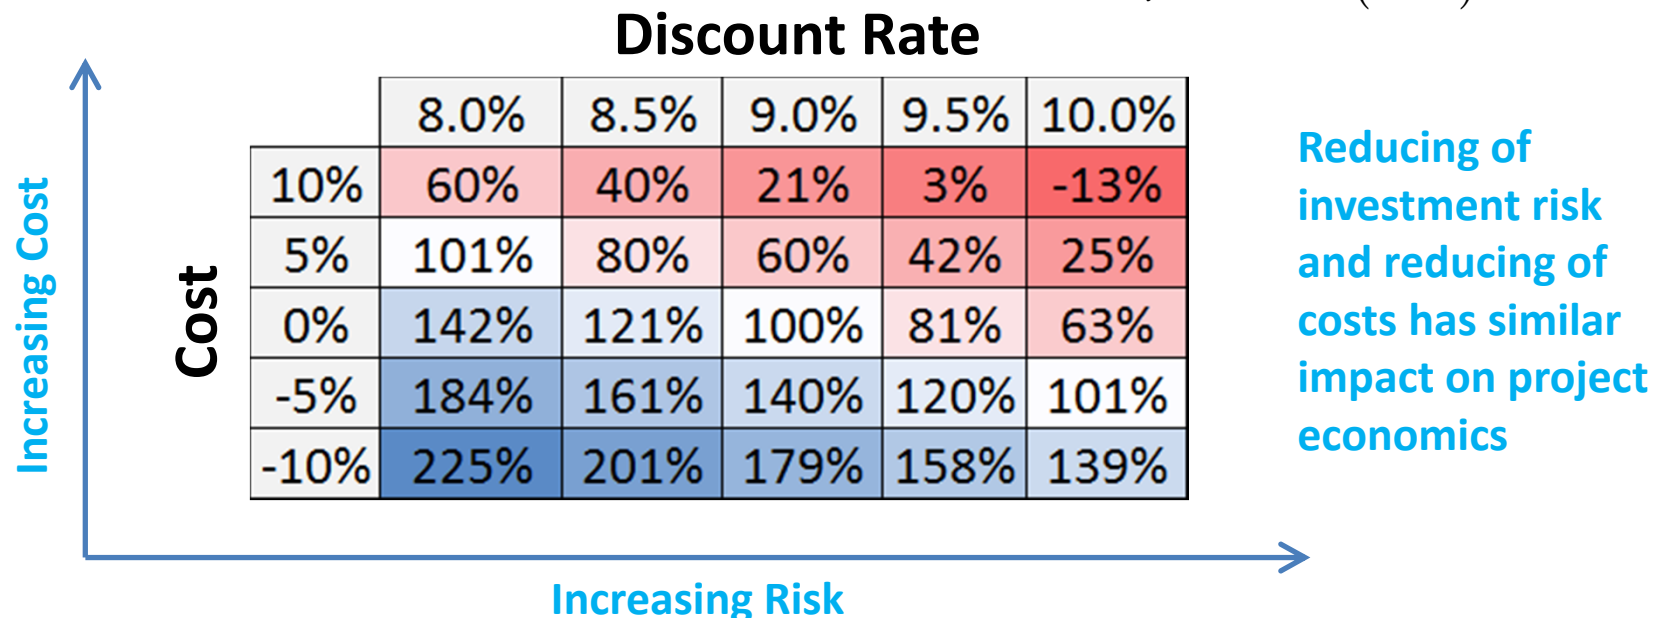 Discount Rate
8.0% 8.5% 9.0% 9.5% 10.0%
10% 60% 40% 21% 3% -13%
5% 101% 80% 60% 42% 25%
0% 142% 121% 100% 81% 63%
-5% 184% 161% 140% 120% 101%
-10% 225% 201% 179% 158% 139%
Cost
Increasing Cost
Increasing Risk
Reducing of
investment risk
and reducing of
costs has similar
impact on project
economics